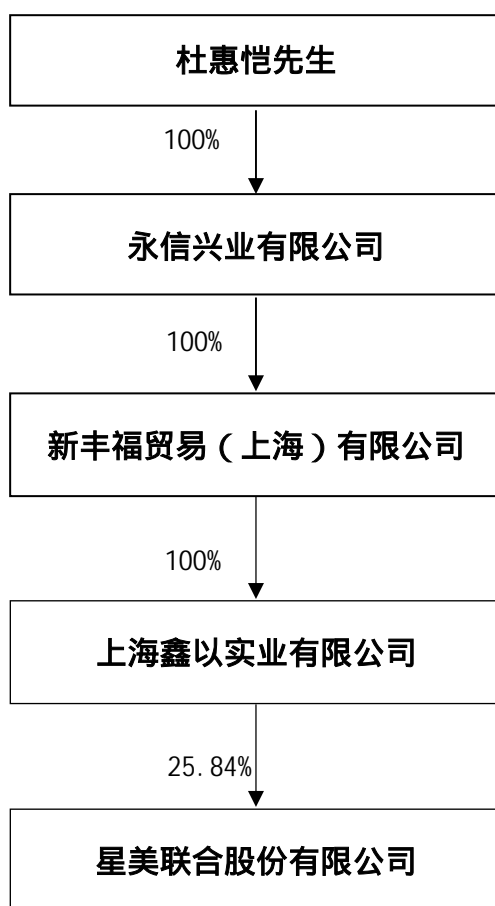 杜惠恺先生
100%
永信兴业有限公司
100%
新丰福贸易（上海）有限公司
100%
上海鑫以实业有限公司
25.84%
星美联合股份有限公司